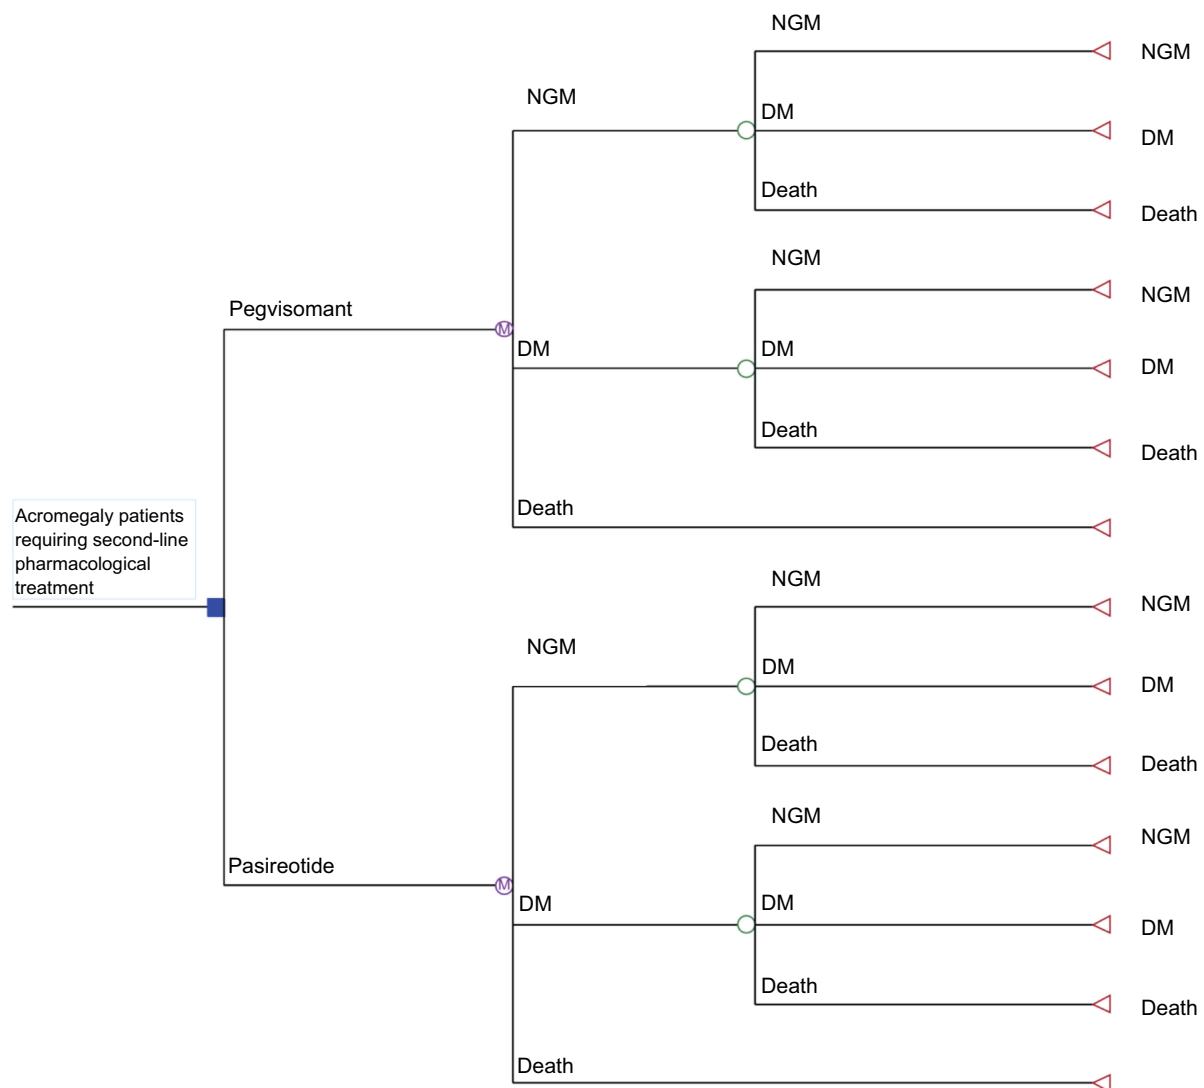 NGM
NGM
NGM
DM
DM
Death
Death
NGM
NGM
Pegvisomant
M
DM
DM
DM
Death
Death
Death
Acromegaly patients
requiring second-line
pharmacological
treatment
NGM
NGM
NGM
DM
DM
Death
Death
NGM
NGM
Pasireotide
M
DM
DM
DM
Death
Death
Death